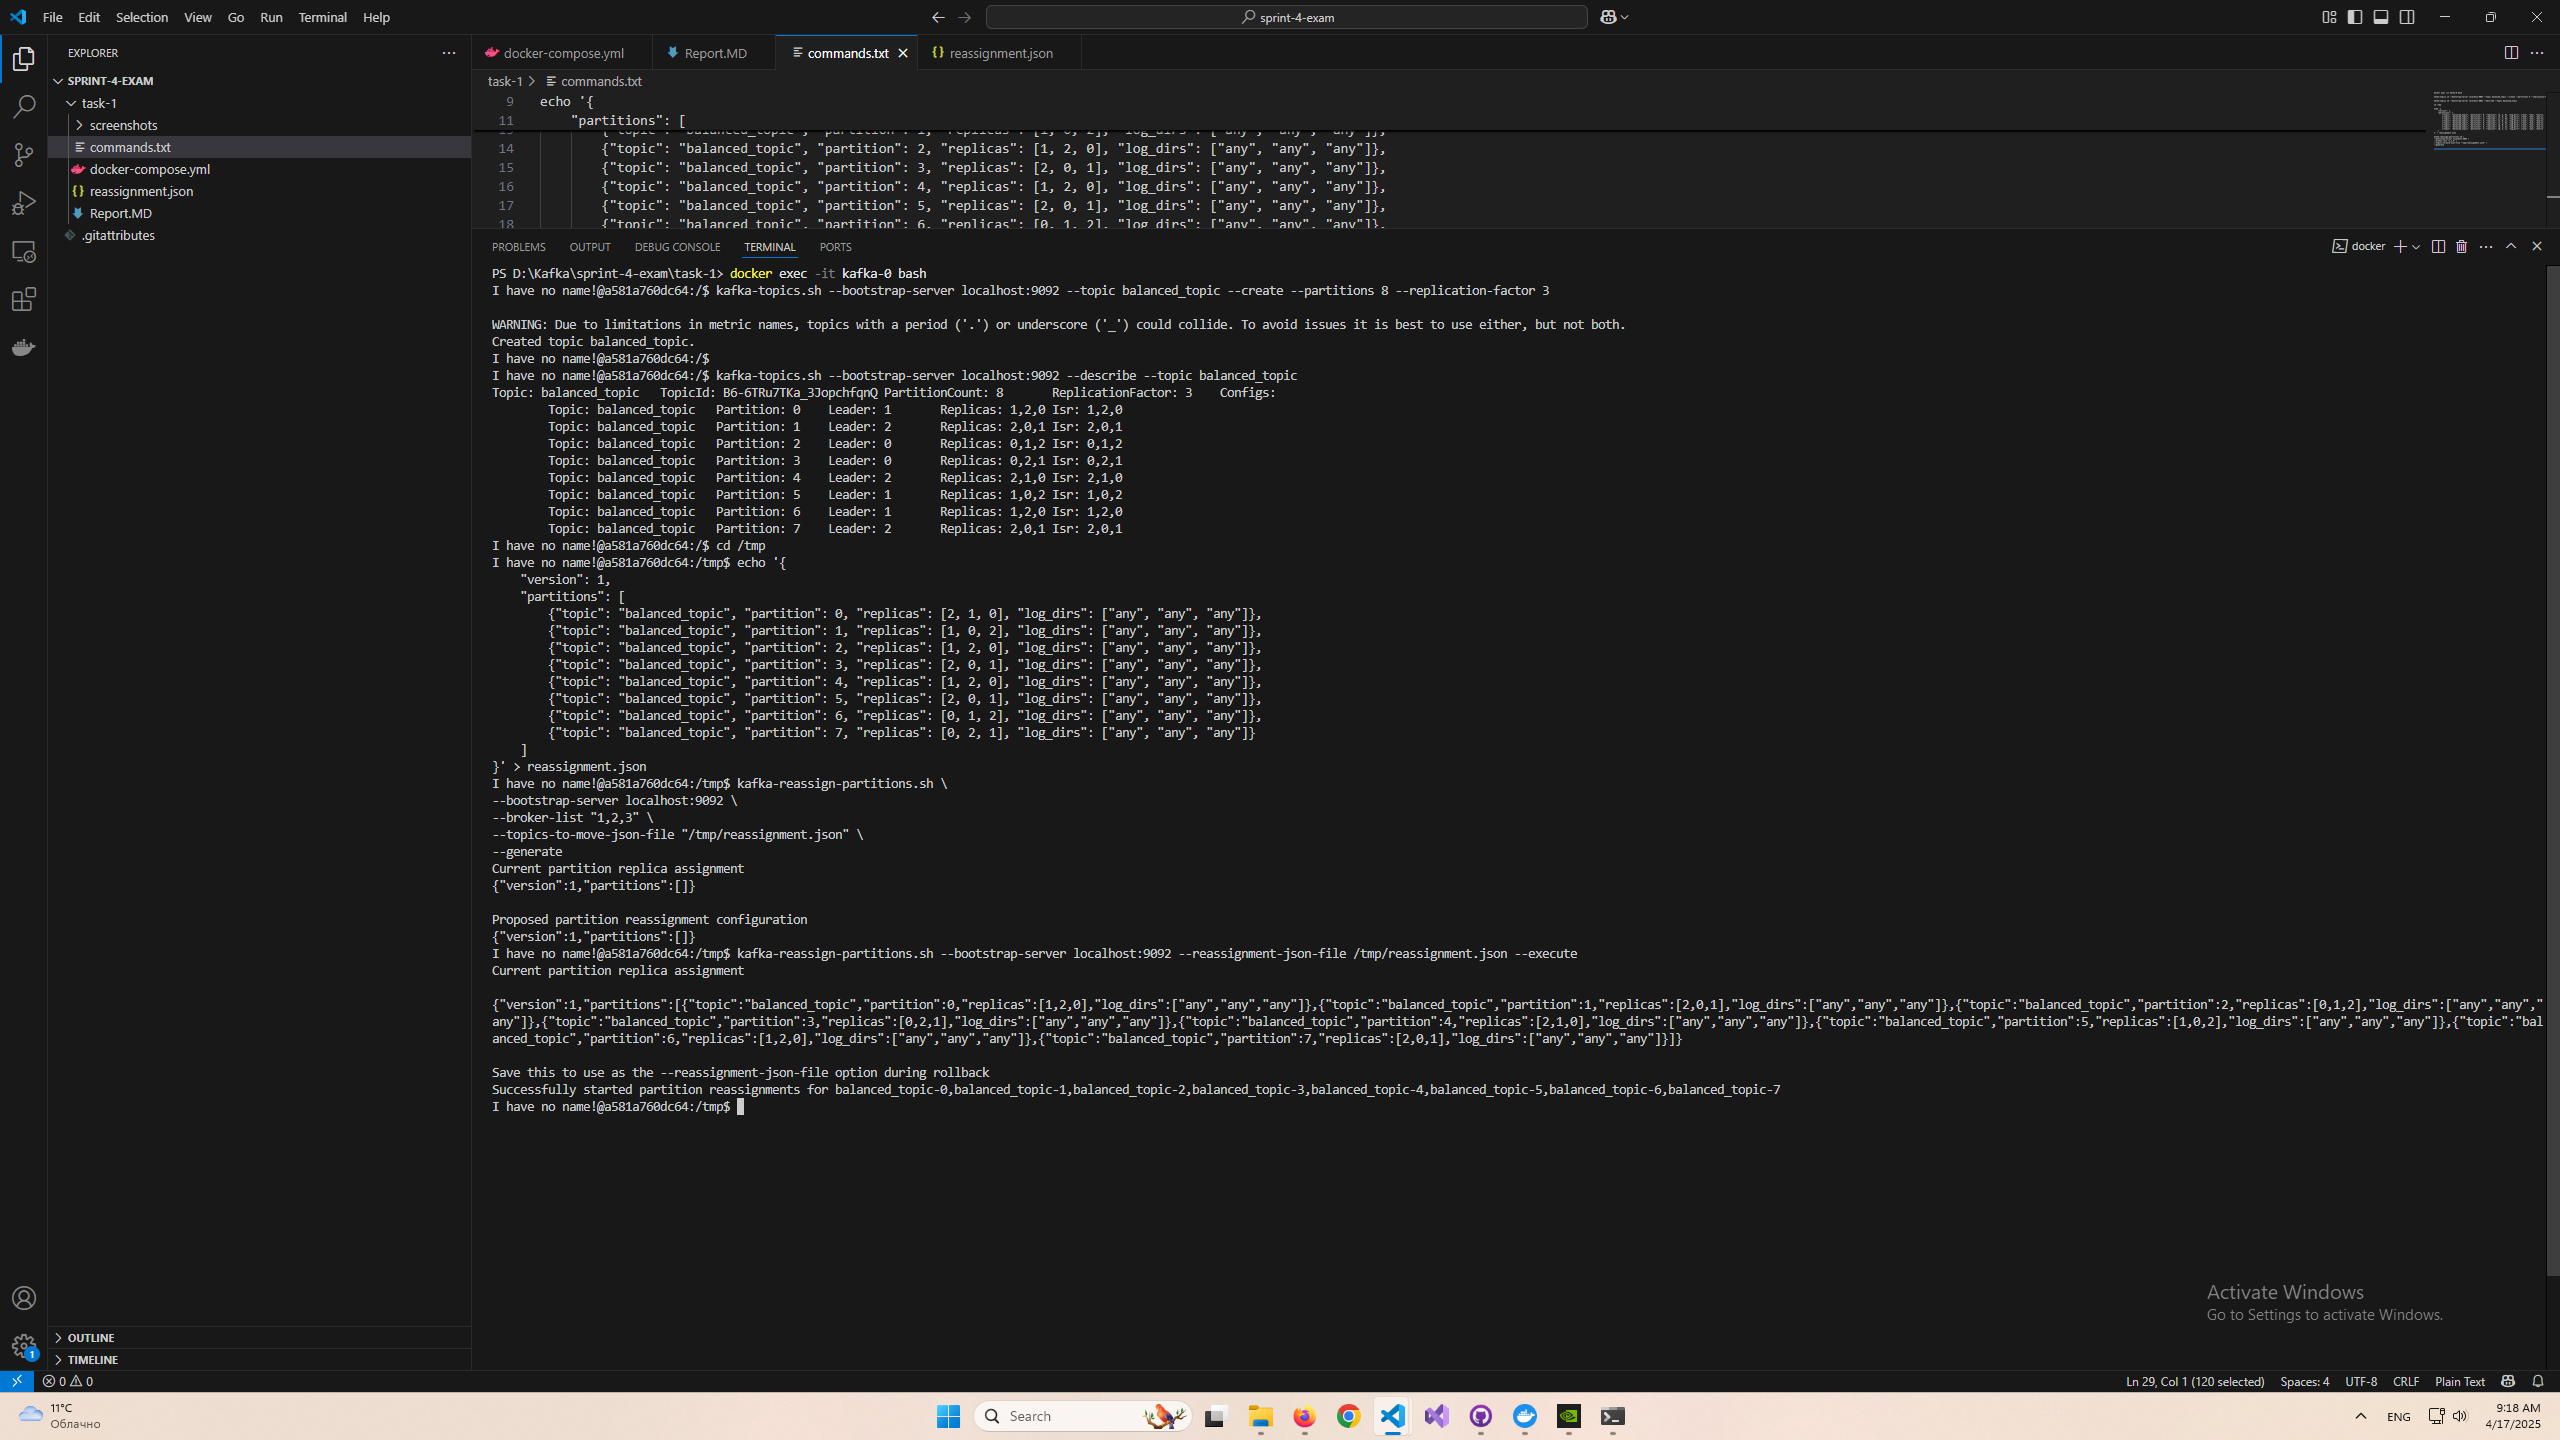 File Edit Selection View Go Run Terminal Help
sprint-4-exam
EXPLORER
SPRINT-4-EXAM
task-1
screenshots
commands.txt
docker-compose.yml
reassignment.json
Report.MD
.gitattributes
OUTLINE
TIMELINE
docker-compose.yml Report.MD commands.txt reassignment.json
task-1 > commands.txt
9 echo '{
11 "partitions": [
14 {"topic": "balanced_topic", "partition": 2, "replicas": [1, 2, 0], "log_dirs": ["any", "any", "any"]},
15 {"topic": "balanced_topic", "partition": 3, "replicas": [2, 0, 1], "log_dirs": ["any", "any", "any"]},
16 {"topic": "balanced_topic", "partition": 4, "replicas": [1, 2, 0], "log_dirs": ["any", "any", "any"]},
17 {"topic": "balanced_topic", "partition": 5, "replicas": [2, 0, 1], "log_dirs": ["any", "any", "any"]},
18 {"topic": "balanced_topic", "partition": 6, "replicas": [0, 1, 2], "log_dirs": ["any", "any", "any"]},
PROBLEMS OUTPUT DEBUG CONSOLE TERMINAL PORTS
docker
PS D:\Kafka\sprint-4-exam\task-1> docker exec -it kafka-0 bash
I have no name!@a581a760dc64:/$ kafka-topics.sh --bootstrap-server localhost:9092 --topic balanced_topic --create --partitions 8 --replication-factor 3
WARNING: Due to limitations in metric names, topics with a period ('.') or underscore ('_') could collide. To avoid issues it is best to use either, but not both.
Created topic balanced_topic.
I have no name!@a581a760dc64:/$
I have no name!@a581a760dc64:/$ kafka-topics.sh --bootstrap-server localhost:9092 --describe --topic balanced_topic
Topic: balanced_topic TopicId: B6-6TRu7TKa_3JopchfqnQ PartitionCount: 8 ReplicationFactor: 3 Configs:
Topic: balanced_topic Partition: 0 Leader: 1 Replicas: 1,2,0 Isr: 1,2,0
Topic: balanced_topic Partition: 1 Leader: 2 Replicas: 2,0,1 Isr: 2,0,1
Topic: balanced_topic Partition: 2 Leader: 0 Replicas: 0,1,2 Isr: 0,1,2
Topic: balanced_topic Partition: 3 Leader: 0 Replicas: 0,2,1 Isr: 0,2,1
Topic: balanced_topic Partition: 4 Leader: 2 Replicas: 2,1,0 Isr: 2,1,0
Topic: balanced_topic Partition: 5 Leader: 1 Replicas: 1,0,2 Isr: 1,0,2
Topic: balanced_topic Partition: 6 Leader: 1 Replicas: 1,2,0 Isr: 1,2,0
Topic: balanced_topic Partition: 7 Leader: 2 Replicas: 2,0,1 Isr: 2,0,1
I have no name!@a581a760dc64:/$ cd /tmp
I have no name!@a581a760dc64:/tmp$ echo '{
"version": 1,
"partitions": [
{"topic": "balanced_topic", "partition": 0, "replicas": [2, 1, 0], "log_dirs": ["any", "any", "any"]},
{"topic": "balanced_topic", "partition": 1, "replicas": [1, 0, 2], "log_dirs": ["any", "any", "any"]},
{"topic": "balanced_topic", "partition": 2, "replicas": [1, 2, 0], "log_dirs": ["any", "any", "any"]},
{"topic": "balanced_topic", "partition": 3, "replicas": [2, 0, 1], "log_dirs": ["any", "any", "any"]},
{"topic": "balanced_topic", "partition": 4, "replicas": [1, 2, 0], "log_dirs": ["any", "any", "any"]},
{"topic": "balanced_topic", "partition": 5, "replicas": [2, 0, 1], "log_dirs": ["any", "any", "any"]},
{"topic": "balanced_topic", "partition": 6, "replicas": [0, 1, 2], "log_dirs": ["any", "any", "any"]},
{"topic": "balanced_topic", "partition": 7, "replicas": [0, 2, 1], "log_dirs": ["any", "any", "any"]}
]
}' > reassignment.json
I have no name!@a581a760dc64:/tmp$ kafka-reassign-partitions.sh \
--bootstrap-server localhost:9092 \
--broker-list "1,2,3" \
--topics-to-move-json-file "/tmp/reassignment.json" \
--generate
Current partition replica assignment
{"version":1,"partitions":[]}
Proposed partition reassignment configuration
{"version":1,"partitions":[]}
I have no name!@a581a760dc64:/tmp$ kafka-reassign-partitions.sh --bootstrap-server localhost:9092 --reassignment-json-file /tmp/reassignment.json --execute
Current partition replica assignment
{"version":1,"partitions":[{"topic":"balanced_topic","partition":0,"replicas":[1,2,0],"log_dirs":["any","any","any"]},{"topic":"balanced_topic","partition":1,"replicas":[2,0,1],"log_dirs":["any","any","any"]},{"topic":"balanced_topic","partition":2,"replicas":[0,1,2],"log_dirs":["any","any","
any"]},{"topic":"balanced_topic","partition":3,"replicas":[0,2,1],"log_dirs":["any","any","any"]},{"topic":"balanced_topic","partition":4,"replicas":[2,1,0],"log_dirs":["any","any","any"]},{"topic":"balanced_topic","partition":5,"replicas":[1,0,2],"log_dirs":["any","any","any"]},{"topic":"bal
anced_topic","partition":6,"replicas":[1,2,0],"log_dirs":["any","any","any"]},{"topic":"balanced_topic","partition":7,"replicas":[2,0,1],"log_dirs":["any","any","any"]}]}
Save this to use as the --reassignment-json-file option during rollback
Successfully started partition reassignments for balanced_topic-0,balanced_topic-1,balanced_topic-2,balanced_topic-3,balanced_topic-4,balanced_topic-5,balanced_topic-6,balanced_topic-7
I have no name!@a581a760dc64:/tmp$
Activate Windows
Go to Settings to activate Windows.
1
0 0
Ln 29, Col 1 (120 selected) Spaces: 4 UTF-8 CRLF Plain Text
11°C
Облачно
Search
ENG
9:18 AM
4/17/2025